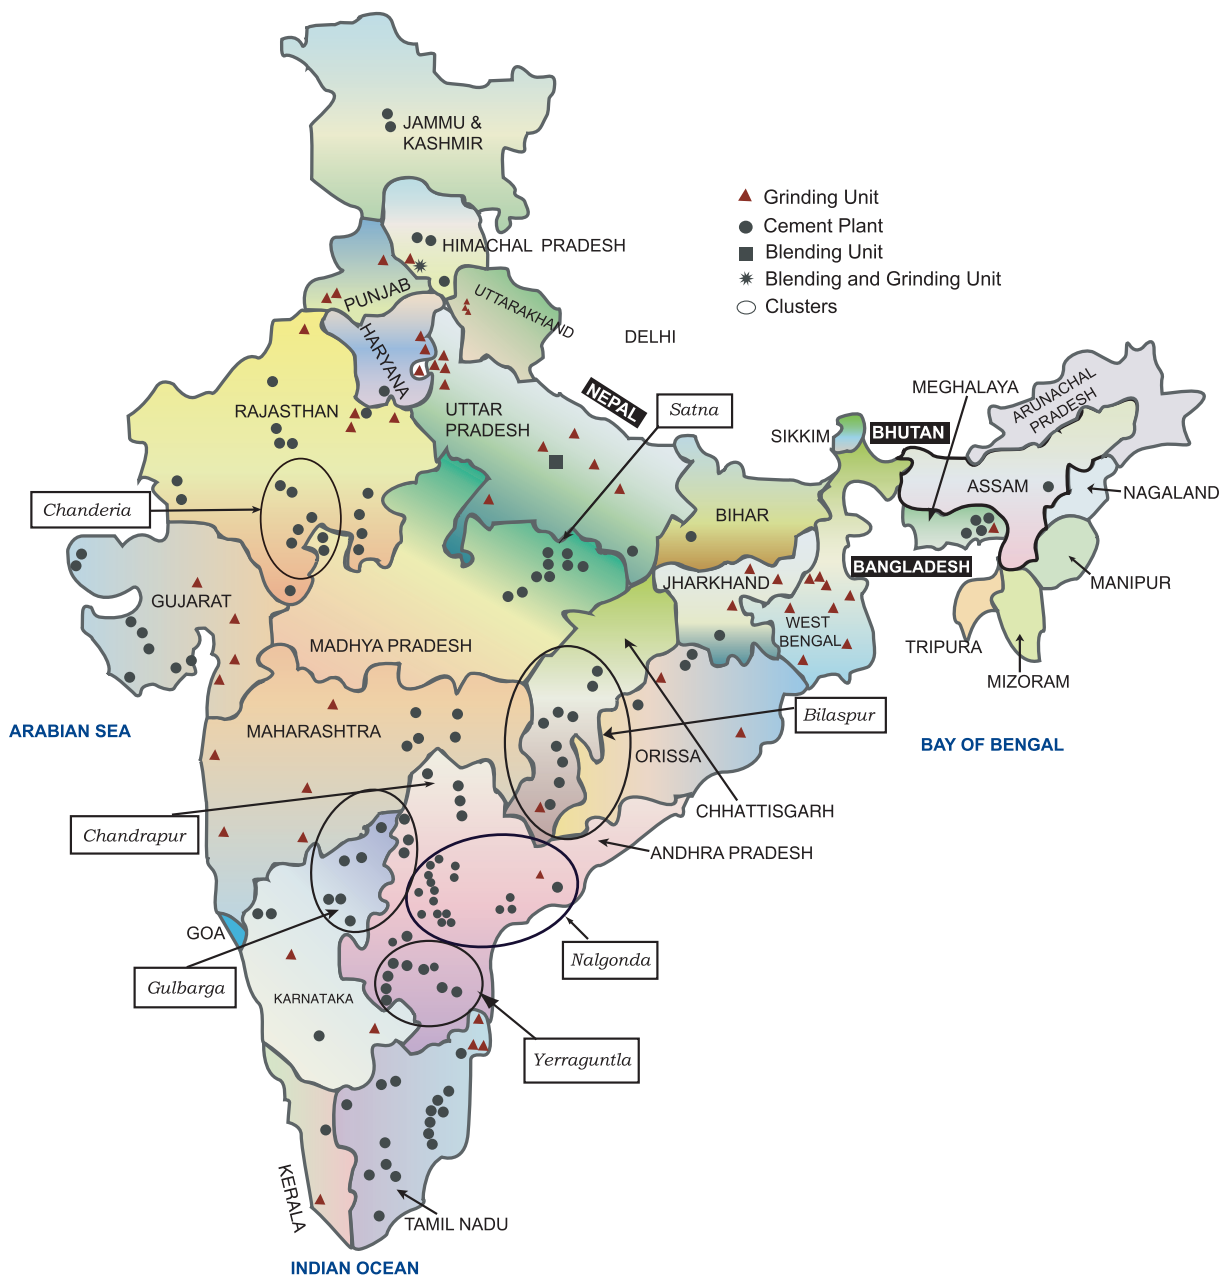 JAMMU &
KASHMIR
Grinding Unit
Cement Plant
Blending Unit
Blending and Grinding Unit
Clusters
HIMACHAL PRADESH
PUNJAB
UTTARAKHAND
HARYANA
DELHI
NEPAL
Satna
MEGHALAYA
ARUNACHAL
PRADESH
RAJASTHAN
UTTAR
PRADESH
SIKKIM
BHUTAN
ASSAM
NAGALAND
Chanderia
BIHAR
BANGLADESH
JHARKHAND
MANIPUR
GUJARAT
WEST
BENGAL
MADHYA PRADESH
TRIPURA
MIZORAM
ARABIAN SEA
MAHARASHTRA
Bilaspur
BAY OF BENGAL
ORISSA
CHHATTISGARH
Chandrapur
ANDHRA PRADESH
GOA
Nalgonda
Gulbarga
KARNATAKA
Yerraguntla
KERALA
TAMIL NADU
INDIAN OCEAN